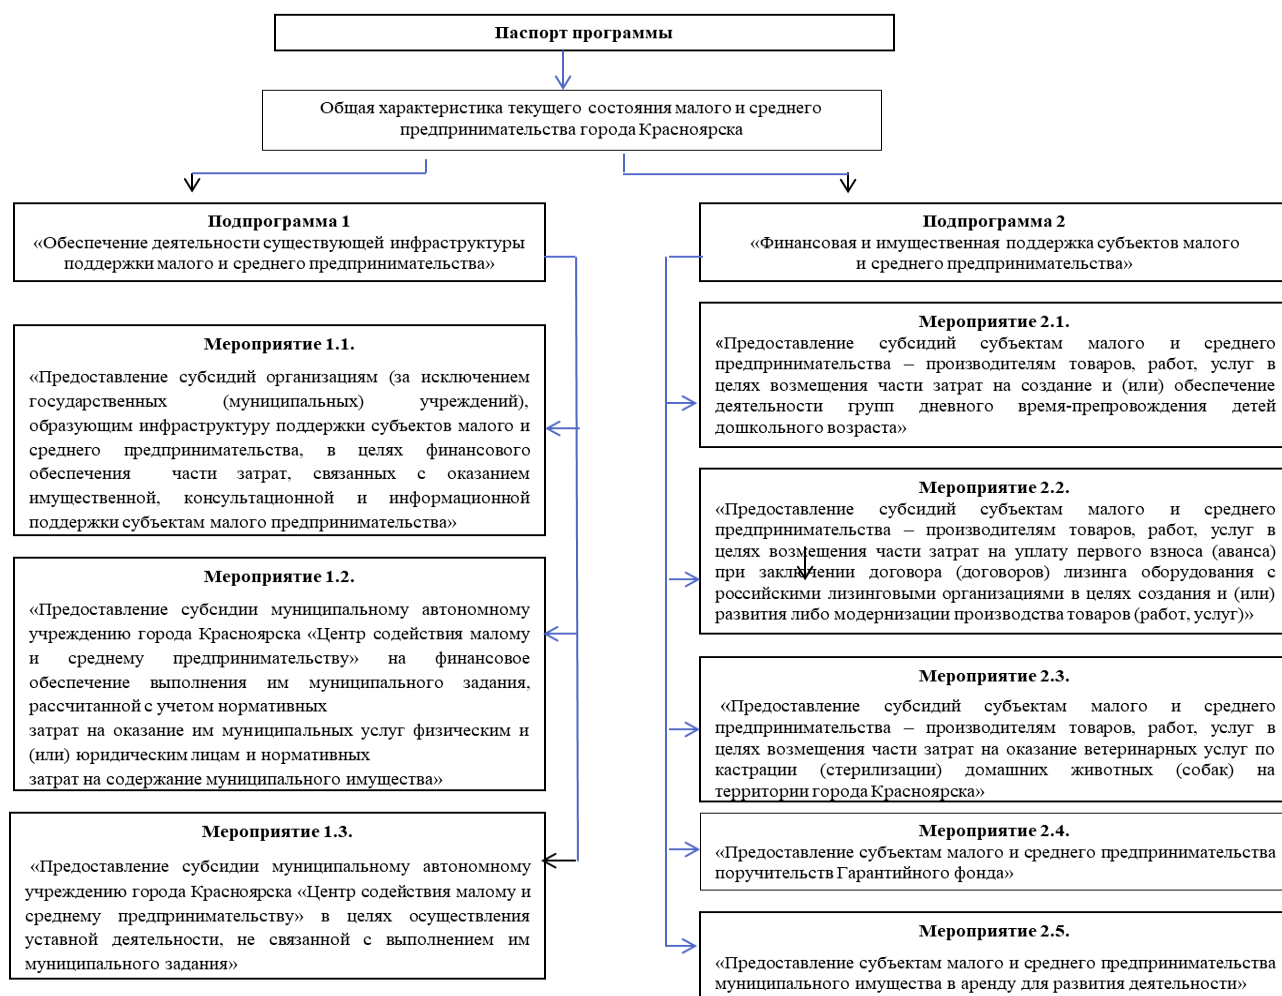 Паспорт программы
Общая характеристика текущего состояния малого и среднего
предпринимательства города Красноярска
Подпрограмма 1
«Обеспечение деятельности существующей инфраструктуры
поддержки малого и среднего предпринимательства»
Мероприятие 1.1.
«Предоставление субсидий организациям (за исключением
государственных (муниципальных) учреждений),
образующим инфраструктуру поддержки субъектов малого и
среднего предпринимательства, в целях финансового
обеспечения части затрат, связанных с оказанием
имущественной, консультационной и информационной
поддержки субъектам малого предпринимательства»
Мероприятие 1.2.
«Предоставление субсидии муниципальному автономному
учреждению города Красноярска «Центр содействия малому
и среднему предпринимательству» на финансовое
обеспечение выполнения им муниципального задания,
рассчитанной с учетом нормативных
затрат на оказание им муниципальных услуг физическим и
(или) юридическим лицам и нормативных
затрат на содержание муниципального имущества»
Мероприятие 1.3.
«Предоставление субсидии муниципальному автономному
учреждению города Красноярска «Центр содействия малому и
среднему предпринимательству» в целях осуществления
уставной деятельности, не связанной с выполнением им
муниципального задания»
Подпрограмма 2
«Финансовая и имущественная поддержка субъектов малого
и среднего предпринимательства»
Мероприятие 2.1.
«Предоставление субсидий субъектам малого и среднего
предпринимательства – производителям товаров, работ, услуг в
целях возмещения части затрат на создание и (или) обеспечение
деятельности групп дневного время-препровождения детей
дошкольного возраста»
Мероприятие 2.2.
«Предоставление субсидий субъектам малого и среднего
предпринимательства – производителям товаров, работ, услуг в
целях возмещения части затрат на уплату первого взноса (аванса)
при заключении договора (договоров) лизинга оборудования с
российскими лизинговыми организациями в целях создания и (или)
развития либо модернизации производства товаров (работ, услуг)»
Мероприятие 2.3.
«Предоставление субсидий субъектам малого и среднего
предпринимательства – производителям товаров, работ, услуг в
целях возмещения части затрат на оказание ветеринарных услуг по
кастрации (стерилизации) домашних животных (собак) на
территории города Красноярска»
Мероприятие 2.4.
«Предоставление субъектам малого и среднего предпринимательства
поручительств Гарантийного фонда»
Мероприятие 2.5.
«Предоставление субъектам малого и среднего предпринимательства
муниципального имущества в аренду для развития деятельности»